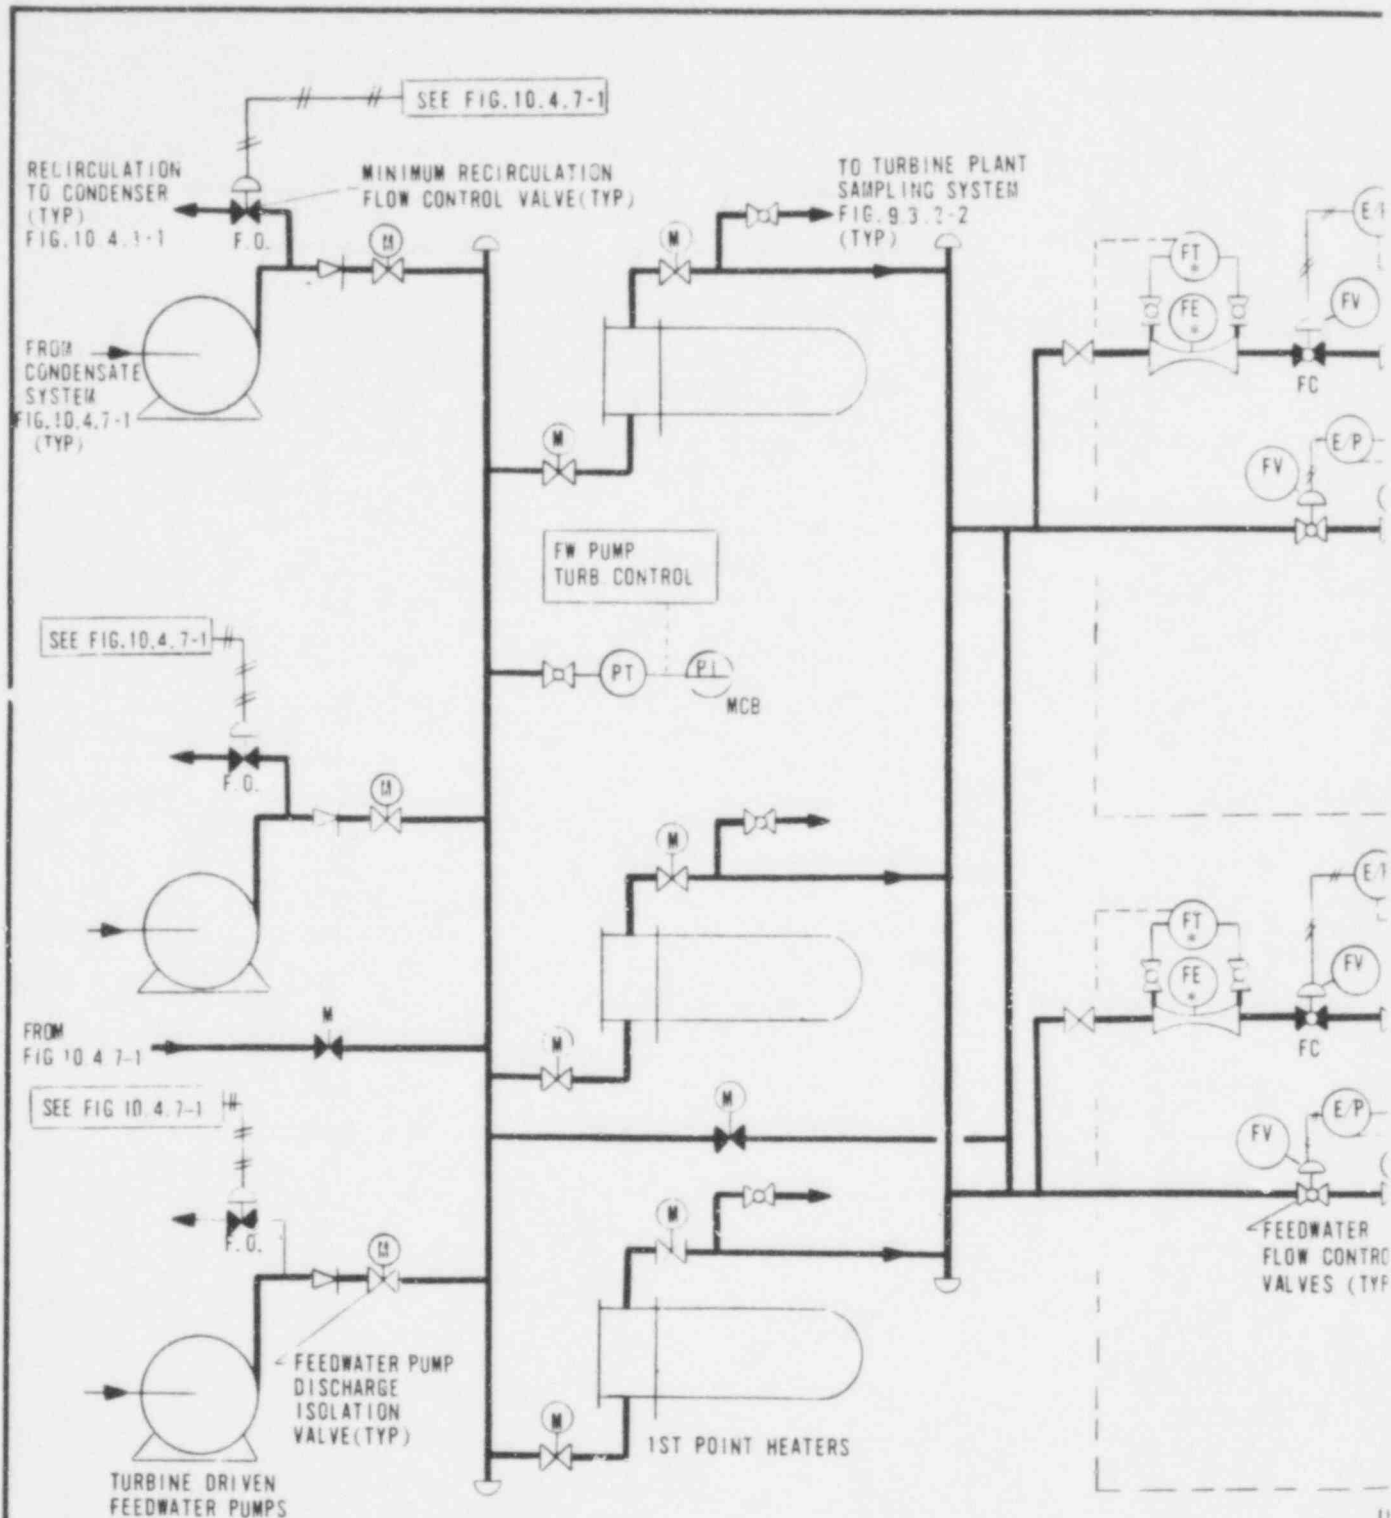 SEE FIG.10.4.7-1
RECIRCULATION
TO CONDENSER
(TYP)
FIG.10.4.1-1
MINIMUM RECIRCULATION
FLOW CONTROL VALVE(TYP)
F.O.
M
TO TURBINE PLANT
SAMPLING SYSTEM
FIG.9.3.2-2
(TYP)
M
FT
*
FE
*
FV
FC
FROM
CONDENSATE
SYSTEM
FIG.10.4.7-1
(TYP)
M
FV
E/P
FW PUMP
TURB CONTROL
SEE FIG.10.4.7-1
PT
PI
MCB
F.O.
M
M
FT
*
FE
*
FV
FC
FROM
FIG 10.4.7-1
M
M
SEE FIG 10.4.7-1
M
FV
E/P
F.O.
M
M
FEEDWATER
FLOW CONTRO
VALVES (TYP
FEEDWATER PUMP
DISCHARGE
ISOLATION
VALVE(TYP)
M
1ST POINT HEATERS
TURBINE DRIVEN
FEEDWATER PUMPS